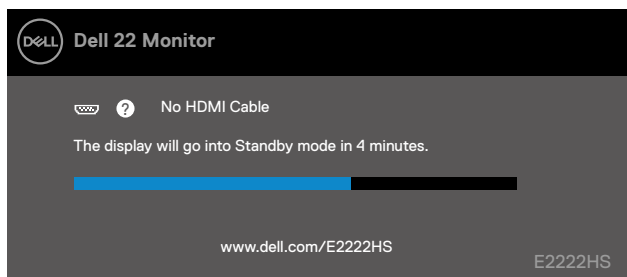 DELL Dell 22 Monitor
? No HDMI Cable
The display will go into Standby mode in 4 minutes.
www.dell.com/E2222HS
E2222HS